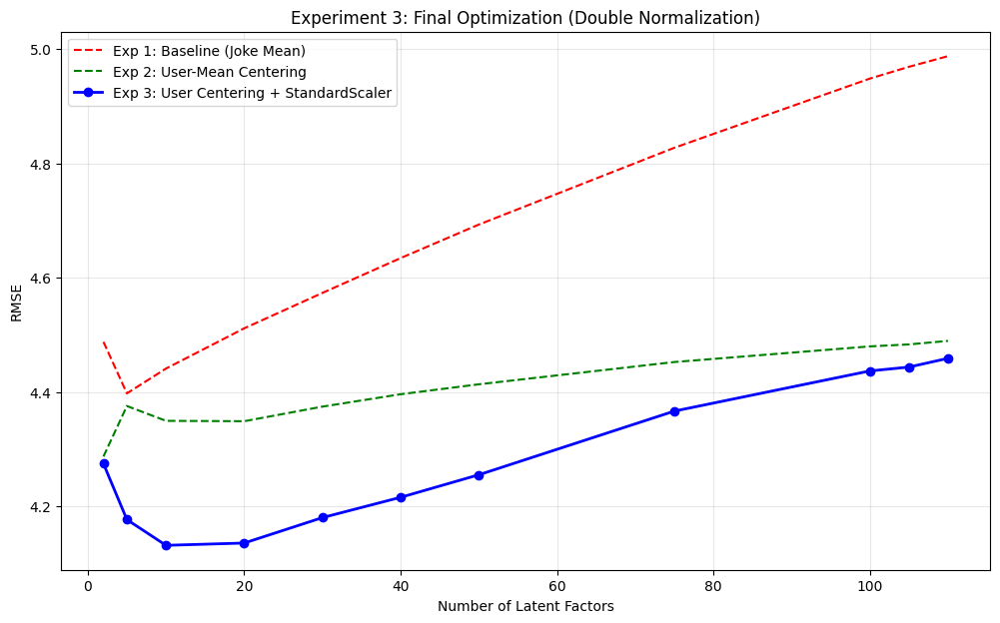 Experiment 3: Final Optimization (Double Normalization)
Exp 1: Baseline (Joke Mean)
Exp 2: User-Mean Centering
Exp 3: User Centering + StandardScaler
5.0
4.8
4.6
4.4
4.2
RMSE
0 20 40 60 80 100
Number of Latent Factors